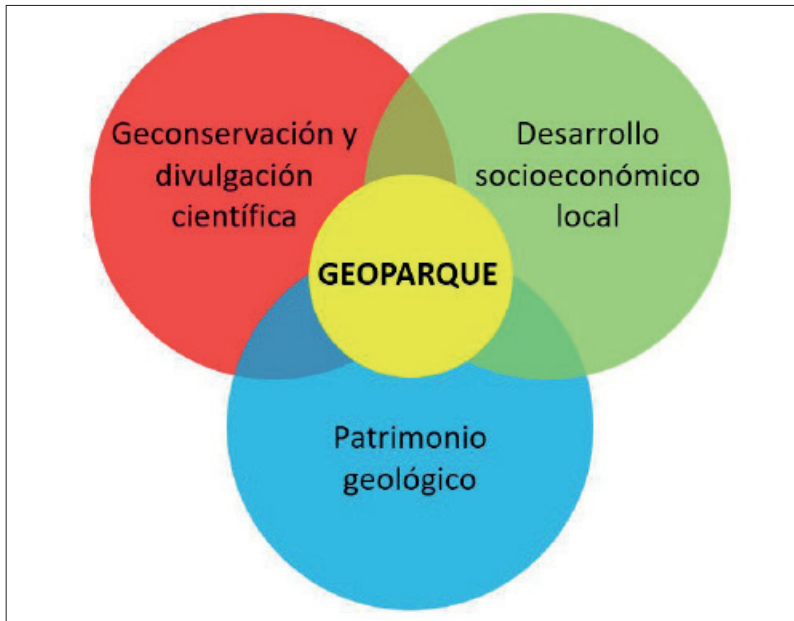 Geconservación y
divulgación
científica
Desarrollo
socioeconómico
local
GEOPARQUE
Patrimonio
geológico